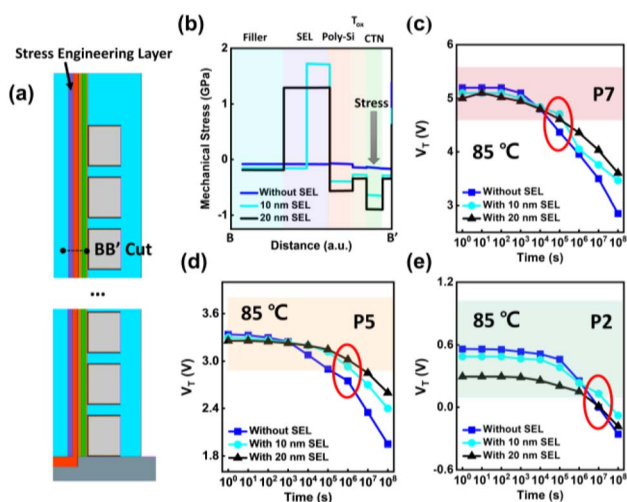 Stress Engineering Layer
(a)
BB' Cut
...
(b)
Filler SEL Poly-Si Tox CTN
Mechanical Stress (GPa)
2
1
0
-1
Stress
Without SEL
10 nm SEL
20 nm SEL
B B'
Distance (a.u.)
(c)
P7
85 ℃
VT (V)
5
4
3
Without SEL
With 10 nm SEL
With 20 nm SEL
10⁰ 10¹ 10² 10³ 10⁴ 10⁵ 10⁶ 10⁷ 10⁸
Time (s)
(d)
85 ℃ P5
VT (V)
3.6
3.0
2.4
1.8
Without SEL
With 10 nm SEL
With 20 nm SEL
10⁰ 10¹ 10² 10³ 10⁴ 10⁵ 10⁶ 10⁷ 10⁸
Time (s)
(e)
85 ℃ P2
VT (V)
1.2
0.6
0.0
-0.6
Without SEL
With 10 nm SEL
With 20 nm SEL
10⁰ 10¹ 10² 10³ 10⁴ 10⁵ 10⁶ 10⁷ 10⁸
Time (s)